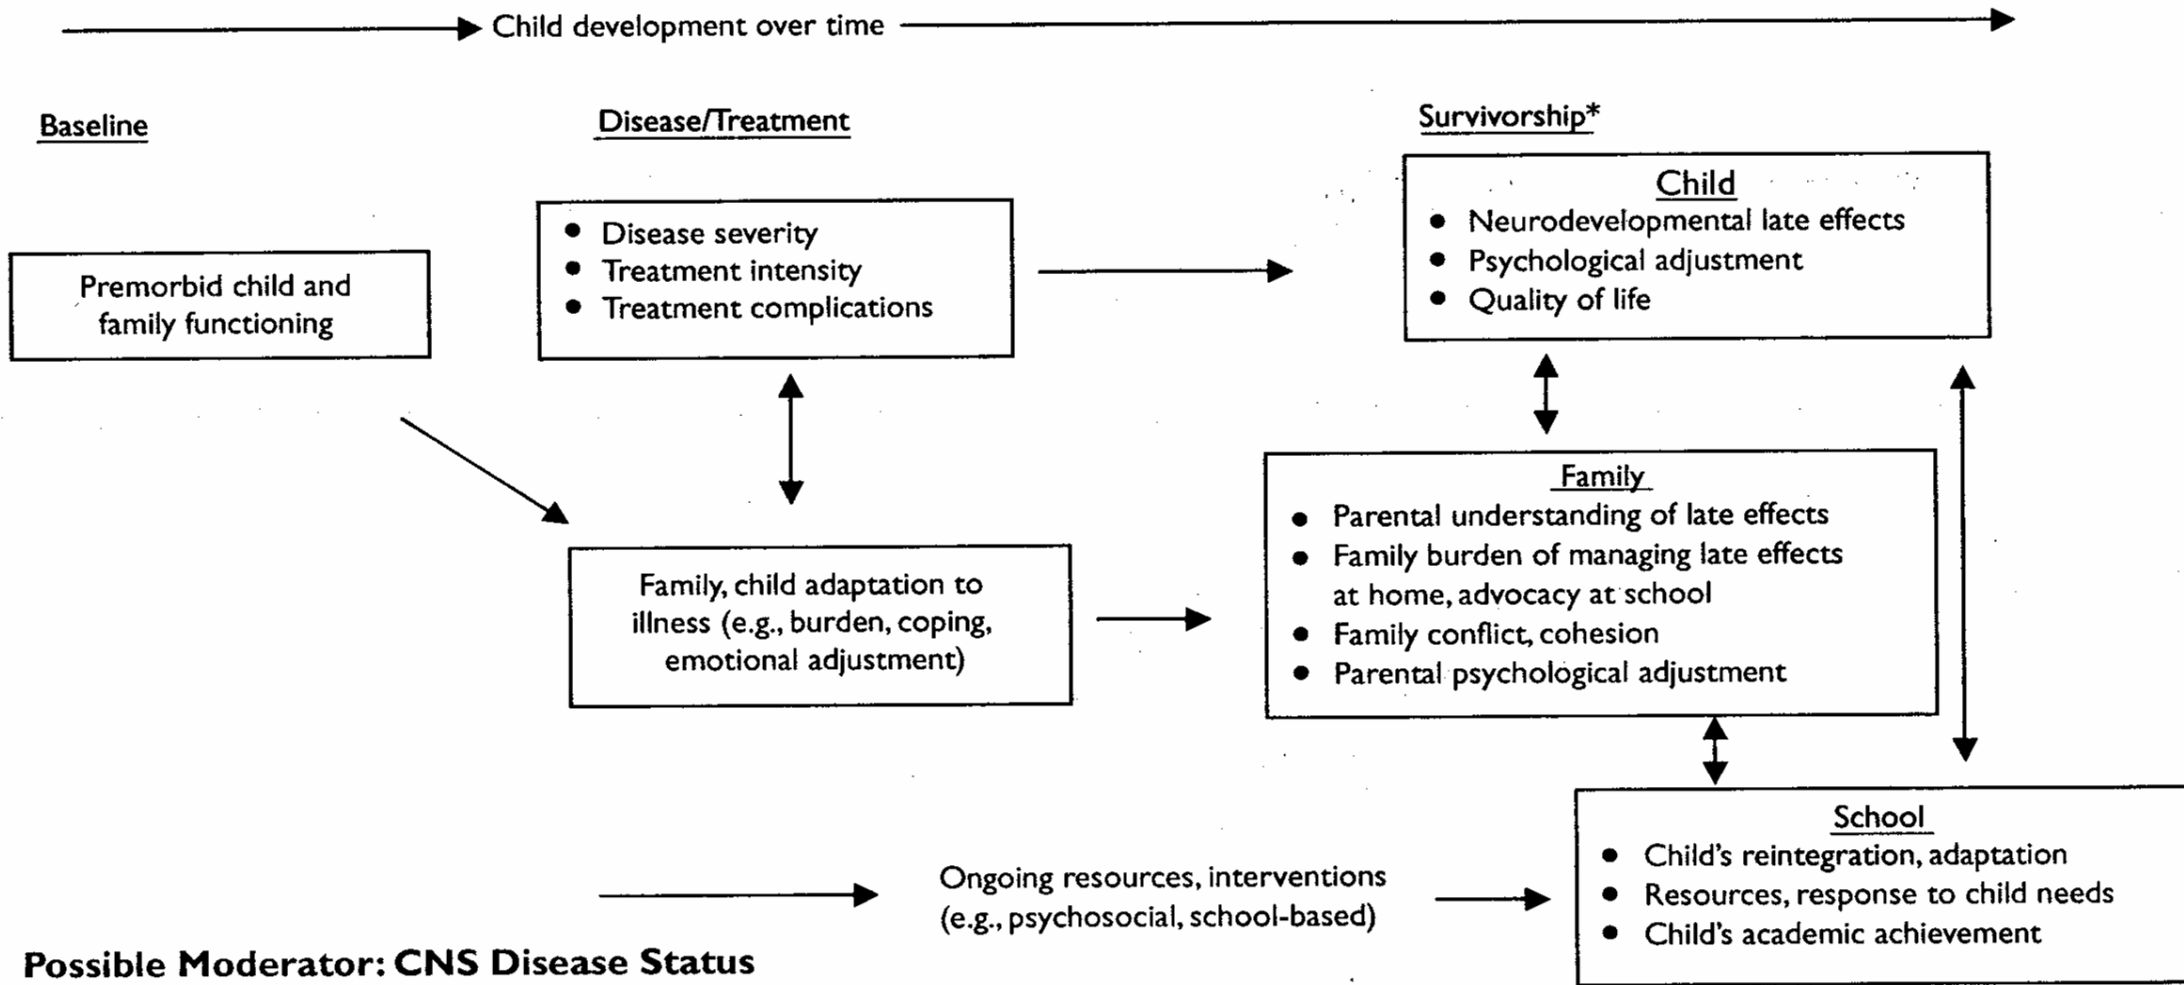 Child development over time
Baseline
Disease/Treatment
Survivorship*
Premorbid child and
family functioning
• Disease severity
• Treatment intensity
• Treatment complications
Child
• Neurodevelopmental late effects
• Psychological adjustment
• Quality of life
Family, child adaptation to
illness (e.g., burden, coping,
emotional adjustment)
Family
• Parental understanding of late effects
• Family burden of managing late effects
at home, advocacy at school
• Family conflict, cohesion
• Parental psychological adjustment
Ongoing resources, interventions
(e.g., psychosocial, school-based)
School
• Child's reintegration, adaptation
• Resources, response to child needs
• Child's academic achievement
Possible Moderator: CNS Disease Status